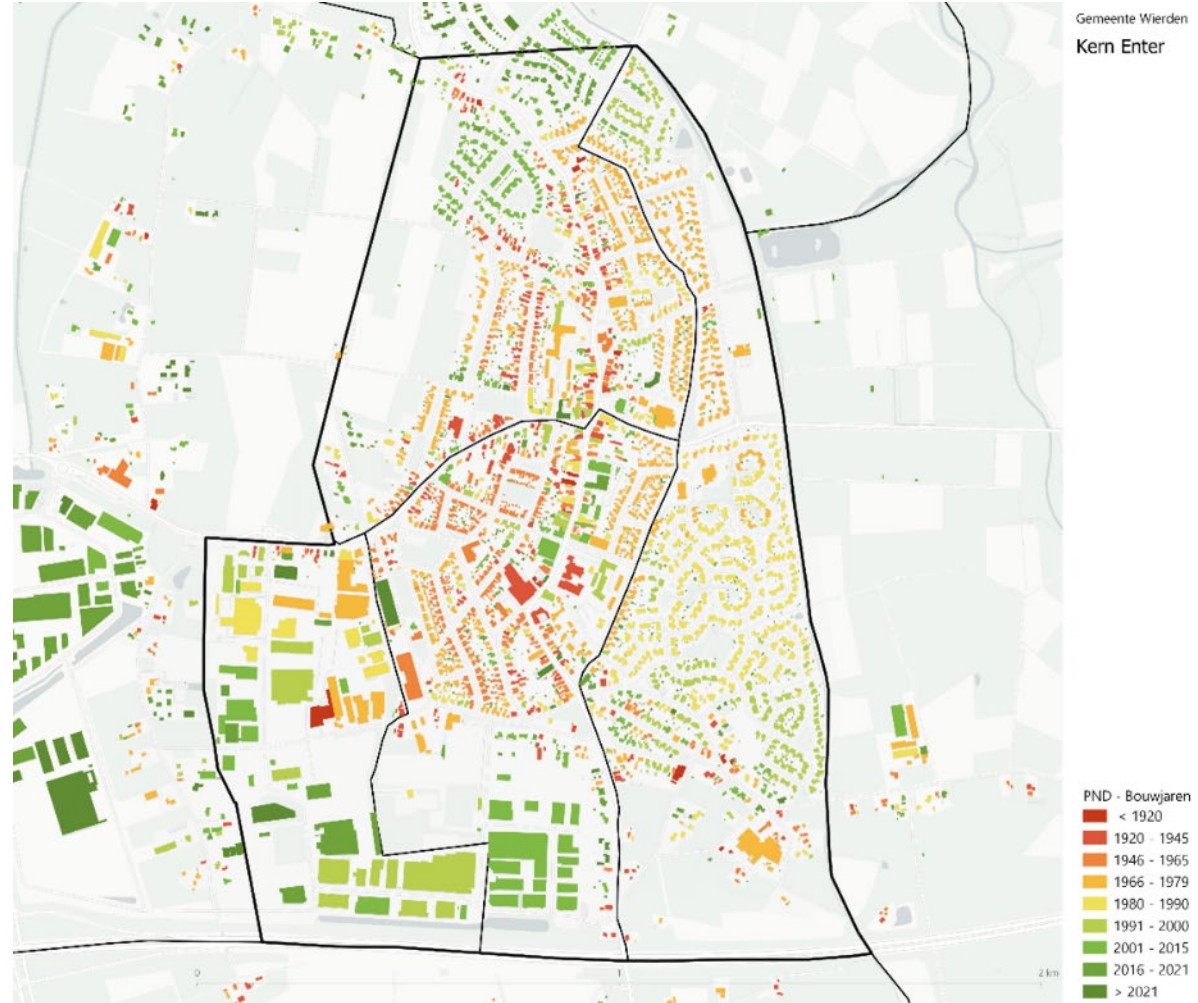 Gemeente Wierden
Kern Enter
PND - Bouwjaren
< 1920
1920 - 1945
1946 - 1965
1966 - 1979
1980 - 1990
1991 - 2000
2001 - 2015
2016 - 2021
> 2021
0
1
2 km